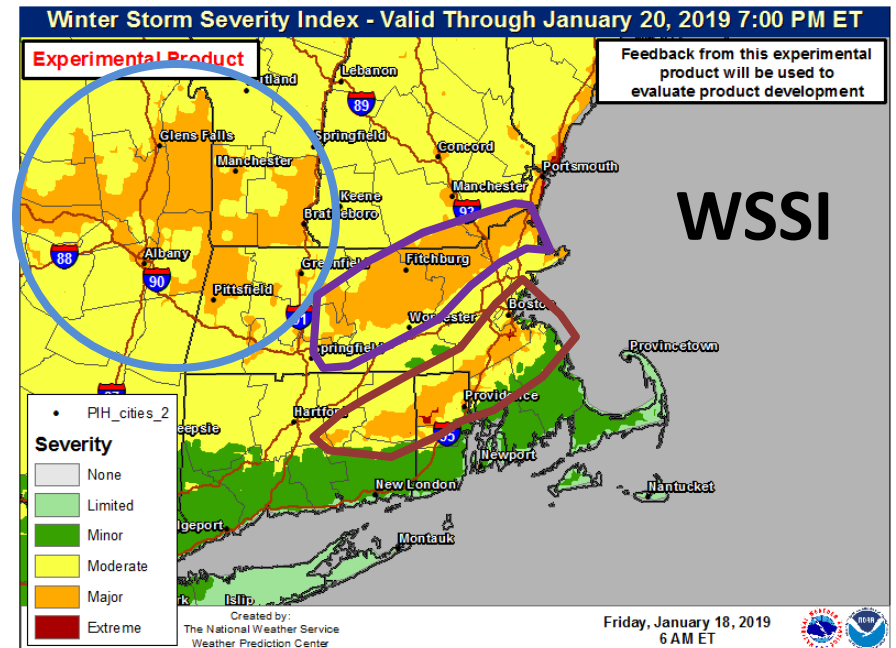 Winter Storm Severity Index - Valid Through January 20, 2019 7:00 PM ET
Experimental Product
Feedback from this experimental
product will be used to
evaluate product development
WSSI
Lebanon
89
Glens Falls
Springfield
Concord
Manchester
Portsmouth
Keene
Manchester
Brattleboro
93
88
Albany
90
Greenfield
Fitchburg
Pittsfield
91
Boston
Worcester
Springfield
Provincetown
Providence
Hartford
95
Newport
New London
Nantucket
Montauk
Islip
PIH_cities_2
Severity
None
Limited
Minor
Moderate
Major
Extreme
Created by:
The National Weather Service
Weather Prediction Center
Friday, January 18, 2019
6 AM ET
NOAA